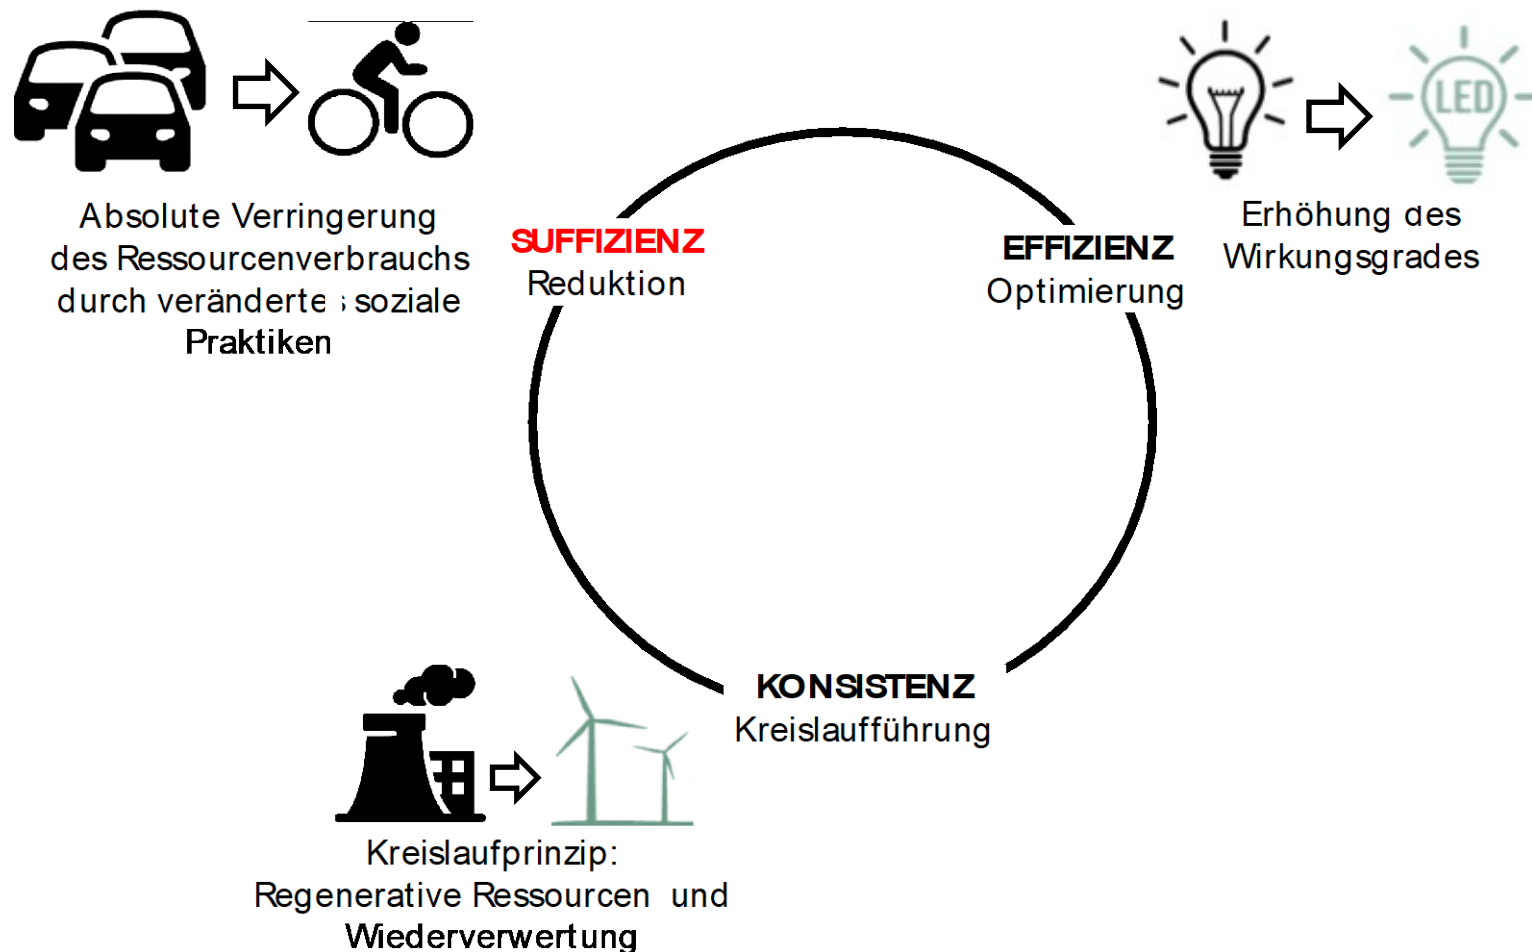 Absolute Verringerung
des Ressourcenverbrauchs
durch veränderte s soziale
Praktiken
SUFFIZIENZ
Reduktion
EFFIZIENZ
Optimierung
LED
Erhöhung des
Wirkungsgrades
KONSISTENZ
Kreislaufführung
Kreislaufprinzip:
Regenerative Ressourcen und
Wiederverwertung